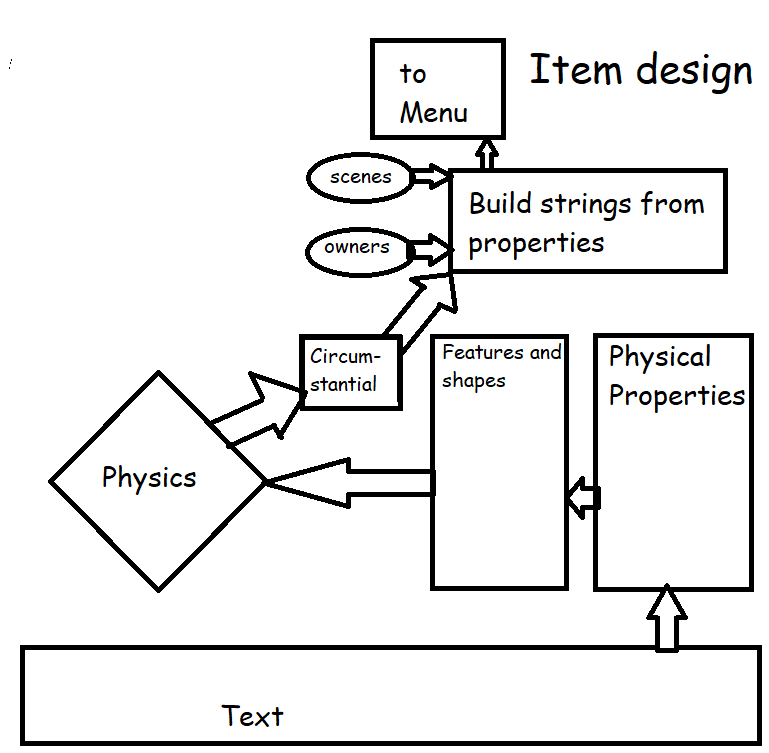 Item design
to
Menu
scenes
Build strings from
properties
owners
Circum-
stantial
Features and
shapes
Physical
Properties
Physics
Text